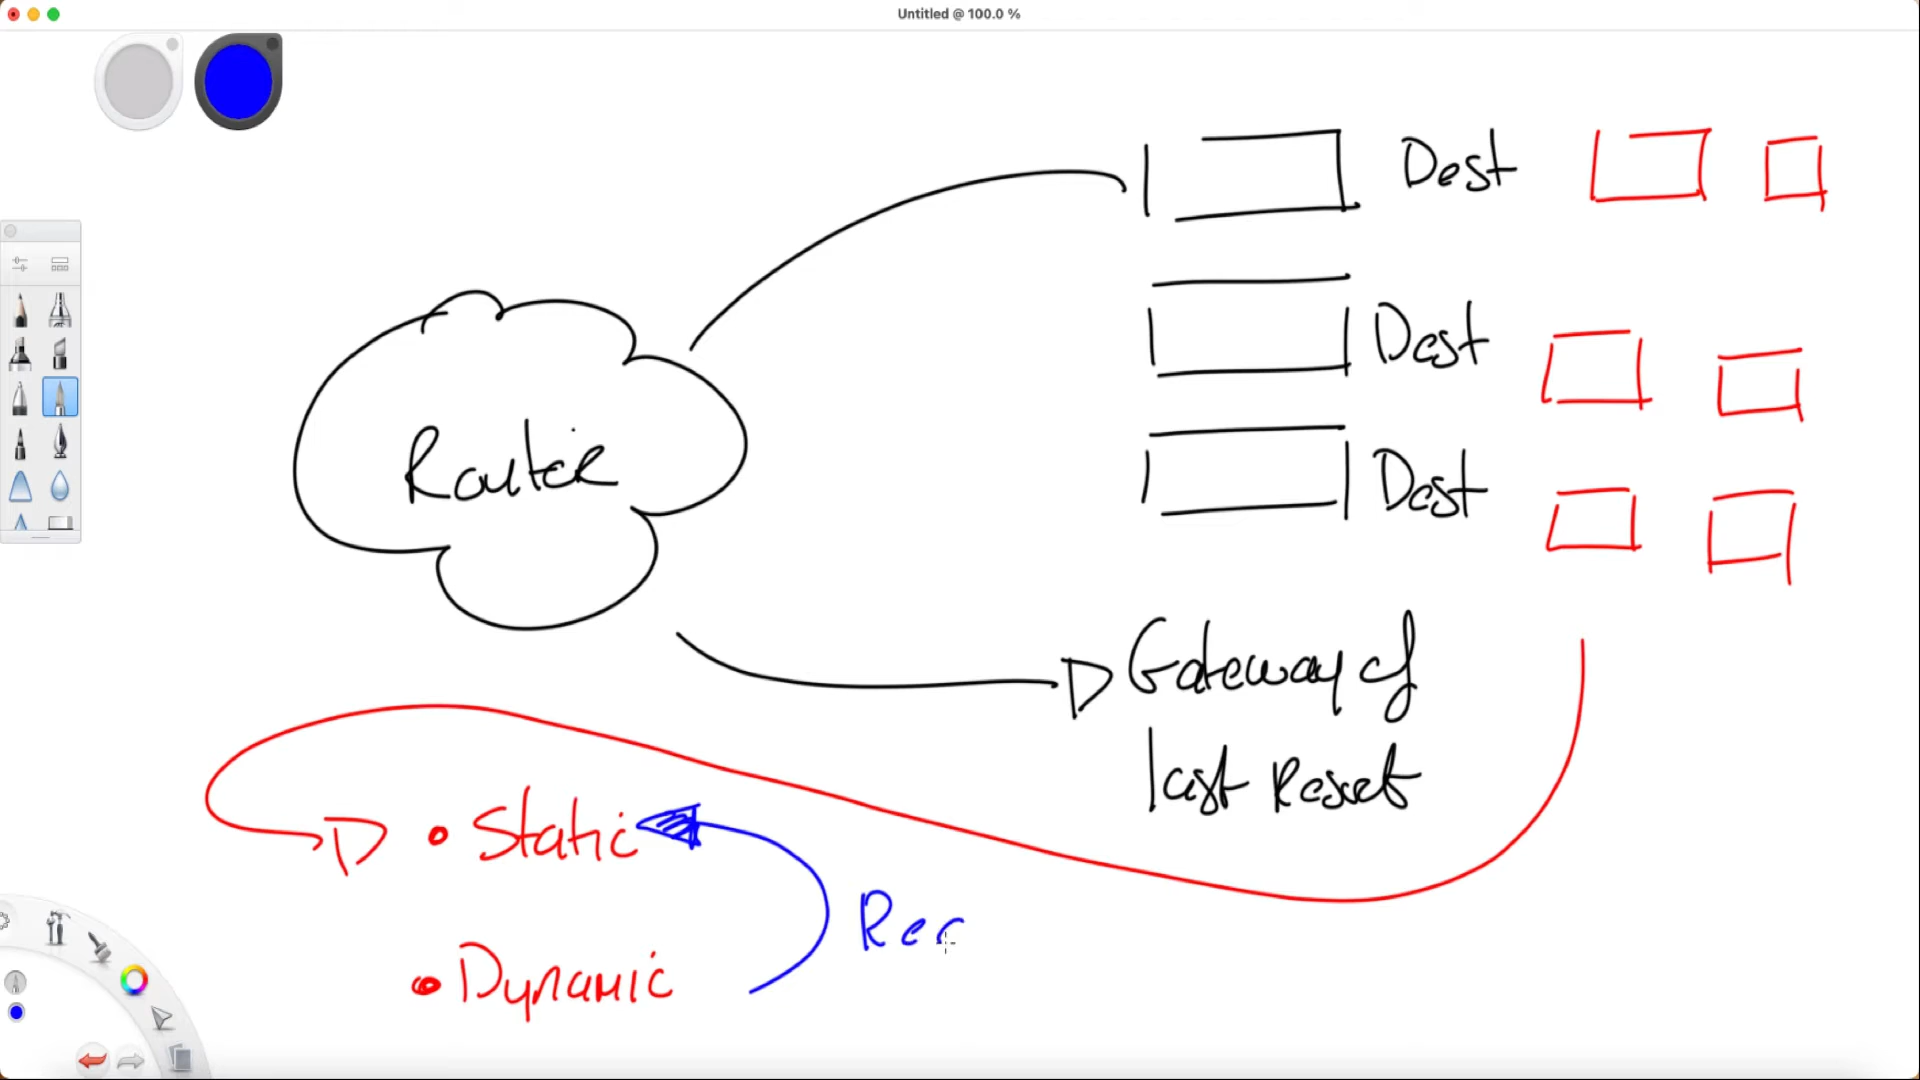 Untitled @ 100.0 %
Dest
Dest
Router
Dest
Gateway of
last Resort
• Static
Rec
• Dynamic